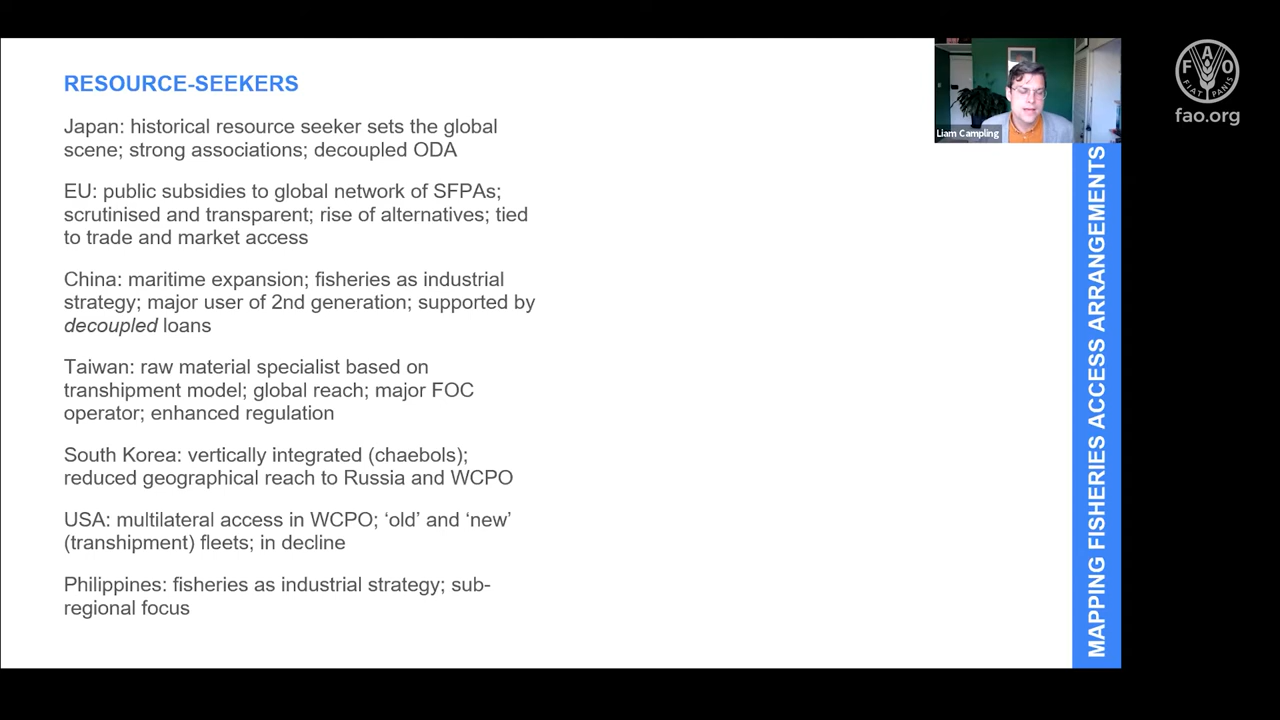 RESOURCE-SEEKERS
Japan: historical resource seeker sets the global
scene; strong associations; decoupled ODA
EU: public subsidies to global network of SFPAs;
scrutinised and transparent; rise of alternatives; tied
to trade and market access
China: maritime expansion; fisheries as industrial
strategy; major user of 2nd generation; supported by
decoupled loans
Taiwan: raw material specialist based on
transhipment model; global reach; major FOC
operator; enhanced regulation
South Korea: vertically integrated (chaebols);
reduced geographical reach to Russia and WCPO
USA: multilateral access in WCPO; ‘old’ and ‘new’
(transhipment) fleets; in decline
Philippines: fisheries as industrial strategy; sub-
regional focus
Liam Campling
MAPPING FISHERIES ACCESS ARRANGEMENTS
FAO
FIAT PANIS
fao.org